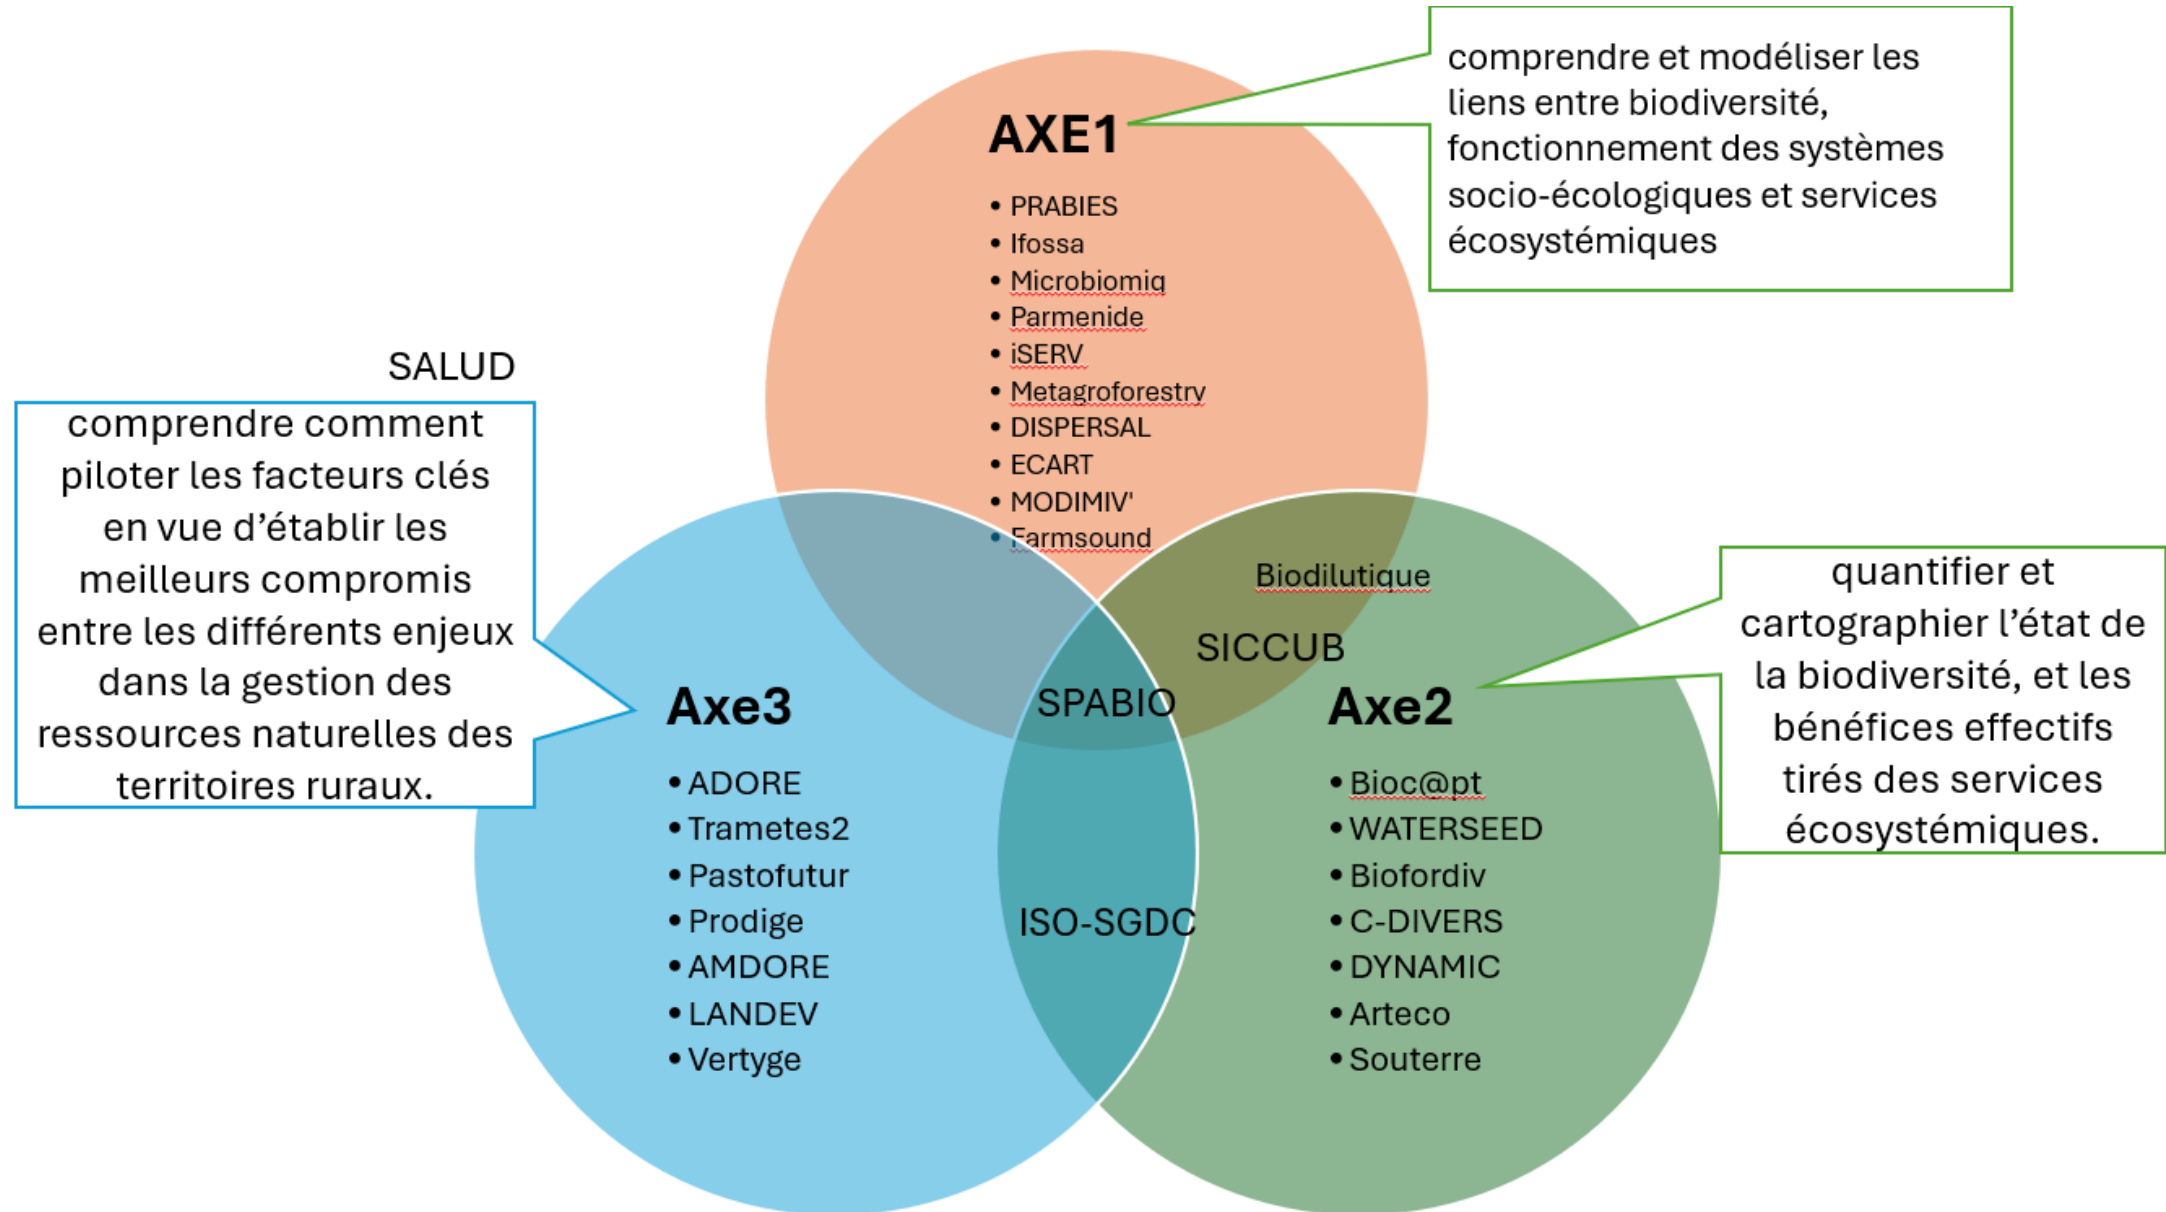 comprendre et modéliser les
liens entre biodiversité,
fonctionnement des systèmes
socio-écologiques et services
écosystémiques
AXE1
• PRABIES
• Ifossa
• Microbiomiq
• Parmenide
• iSERV
• Metagroforestry
• DISPERSAL
• ECART
• MODIMIV'
• Farmsound
SALUD
comprendre comment
piloter les facteurs clés
en vue d’établir les
meilleurs compromis
entre les différents enjeux
dans la gestion des
ressources naturelles des
territoires ruraux.
Biodilutique
SICCUB
SPABIO
ISO-SGDC
Axe3
• ADORE
• Trametes2
• Pastofutur
• Prodige
• AMDORE
• LANDEV
• Vertyge
Axe2
• Bioc@pt
• WATERSEED
• Biofordiv
• C-DIVERS
• DYNAMIC
• Arteco
• Souterre
quantifier et
cartographier l’état de
la biodiversité, et les
bénéfices effectifs
tirés des services
écosystémiques.